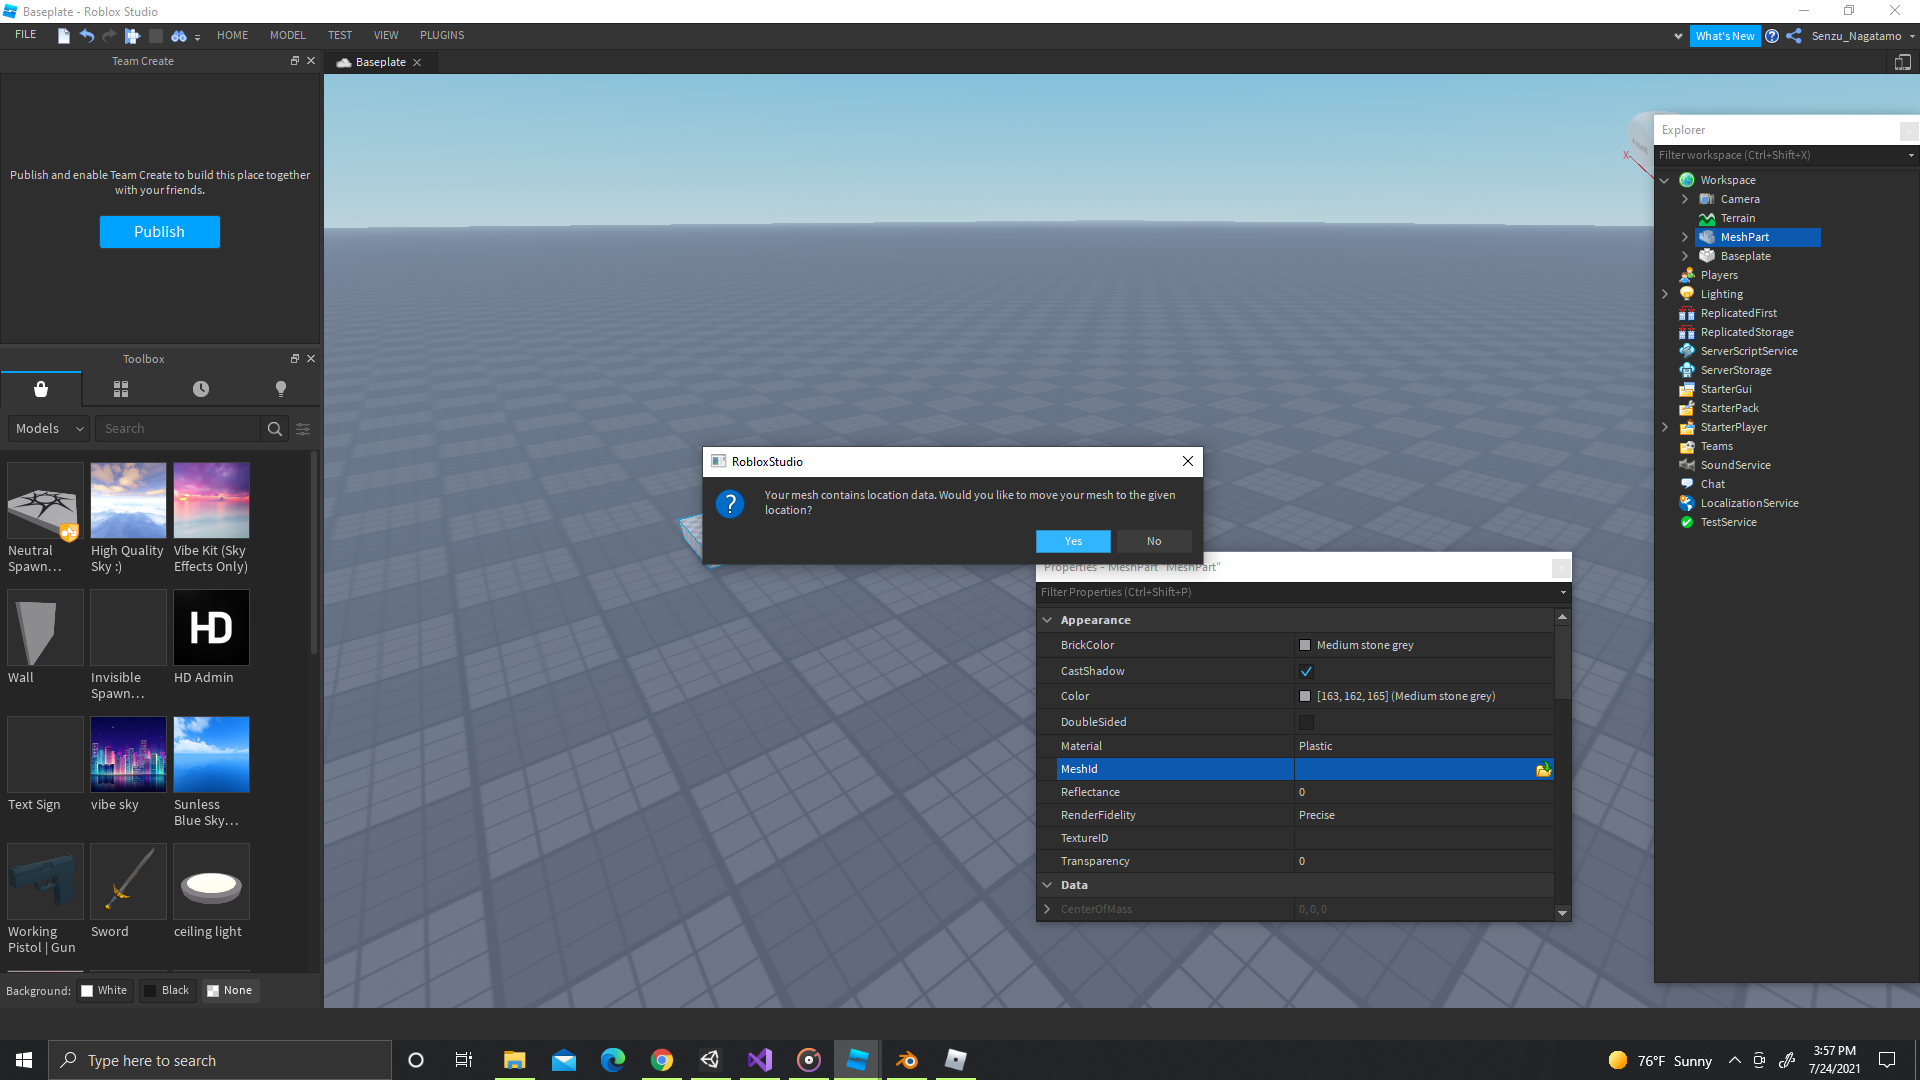 Baseplate - Roblox Studio
FILE
HOME
MODEL
TEST
VIEW
PLUGINS
What's New
Senzu_Nagatamo
Team Create
Baseplate
Publish and enable Team Create to build this place together
with your friends.
Publish
Toolbox
Models
Search
Neutral
Spawn...
High Quality
Sky :)
Vibe Kit (Sky
Effects Only)
Wall
Invisible
Spawn...
HD
HD Admin
Text Sign
vibe sky
Sunless
Blue Sky...
Working
Pistol | Gun
Sword
ceiling light
Background:
White
Black
None
RobloxStudio
Your mesh contains location data. Would you like to move your mesh to the given
location?
Yes
No
Properties - MeshPart "MeshPart"
Filter Properties (Ctrl+Shift+P)
Appearance
BrickColor
Medium stone grey
CastShadow
Color
[163, 162, 165] (Medium stone grey)
DoubleSided
Material
Plastic
MeshId
Reflectance
0
RenderFidelity
Precise
TextureID
Transparency
0
Data
CenterOfMass
0, 0, 0
X
Explorer
Filter workspace (Ctrl+Shift+X)
Workspace
Camera
Terrain
MeshPart
Baseplate
Players
Lighting
ReplicatedFirst
ReplicatedStorage
ServerScriptService
ServerStorage
StarterGui
StarterPack
StarterPlayer
Teams
SoundService
Chat
LocalizationService
TestService
Type here to search
76°F Sunny
3:57 PM
7/24/2021